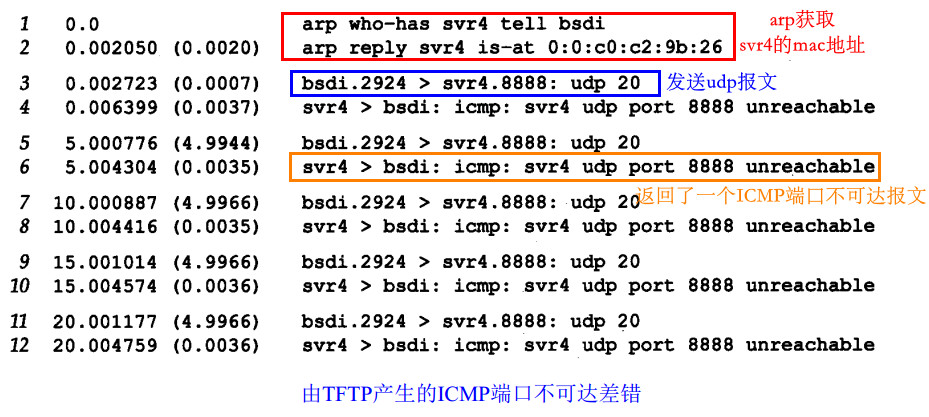 1 0.0 arp who-has svr4 tell bsdi
arp获取
2 0.002050 (0.0020) arp reply svr4 is-at 0:0:c0:c2:9b:26
svr4的mac地址
3 0.002723 (0.0007) bsdi.2924 > svr4.8888: udp 20 发送udp报文
4 0.006399 (0.0037) svr4 > bsdi: icmp: svr4 udp port 8888 unreachable
5 5.000776 (4.9944) bsdi.2924 > svr4.8888: udp 20
6 5.004304 (0.0035) svr4 > bsdi: icmp: svr4 udp port 8888 unreachable
返回了一个ICMP端口不可达报文
7 10.000887 (4.9966) bsdi.2924 > svr4.8888: udp 20
8 10.004416 (0.0035) svr4 > bsdi: icmp: svr4 udp port 8888 unreachable
9 15.001014 (4.9966) bsdi.2924 > svr4.8888: udp 20
10 15.004574 (0.0036) svr4 > bsdi: icmp: svr4 udp port 8888 unreachable
11 20.001177 (4.9966) bsdi.2924 > svr4.8888: udp 20
12 20.004759 (0.0036) svr4 > bsdi: icmp: svr4 udp port 8888 unreachable
由TFTP产生的ICMP端口不可达差错